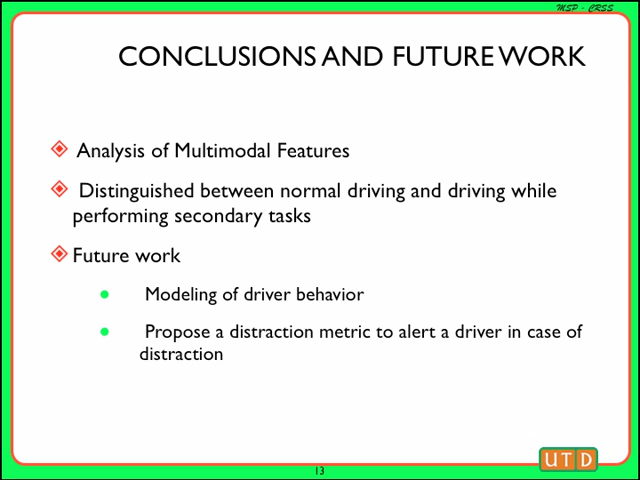 MSP - CRSS
CONCLUSIONS AND FUTURE WORK
Analysis of Multimodal Features
Distinguished between normal driving and driving while
performing secondary tasks
Future work
Modeling of driver behavior
Propose a distraction metric to alert a driver in case of
distraction
13
UTD